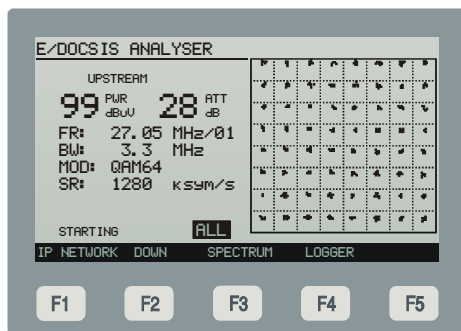 E/DOCSIS ANALYSER
UPSTREAM
99 PWR dBuV 28 ATT dB
FR: 27.05 MHz/01
BW: 3.3 MHz
MOD: QAM64
SR: 1280 ksym/s
STARTING ALL
IP NETWORK DOWN SPECTRUM LOGGER
F1 F2 F3 F4 F5